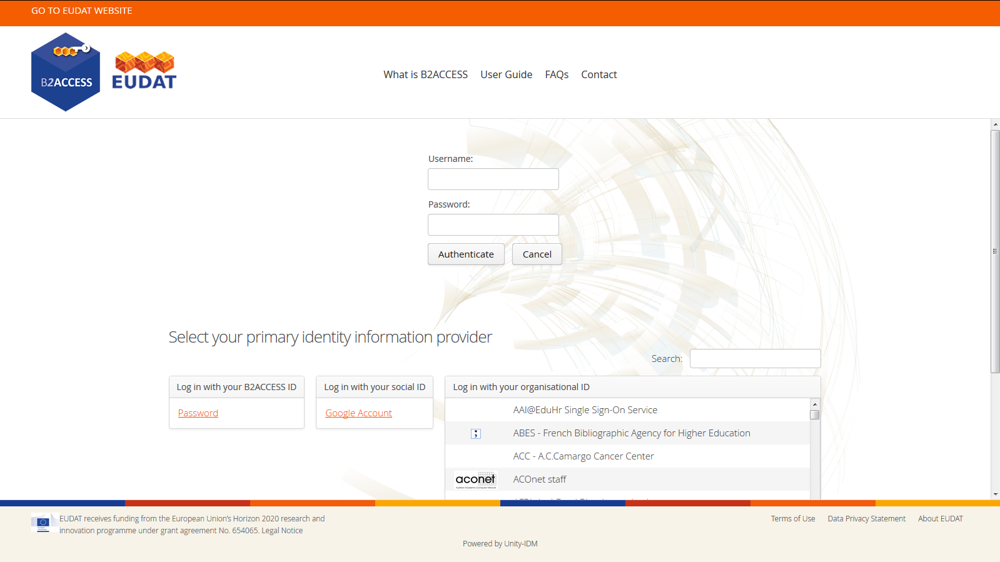 GO TO EUDAT WEBSITE
B2ACCESS
EUDAT
What is B2ACCESS User Guide FAQs Contact
Username:
Password:
Authenticate Cancel
Select your primary identity information provider
Search:
Log in with your B2ACCESS ID Log in with your social ID Log in with your organisational ID
Password Google Account
AAI@EduHr Single Sign-On Service
ABES - French Bibliographic Agency for Higher Education
ACC - A.C.Camargo Cancer Center
aconet ACOnet staff
Austrian Academic Computer Network
EUDAT receives funding from the European Union's Horizon 2020 research and
innovation programme under grant agreement No. 654065. Legal Notice
Terms of Use Data Privacy Statement About EUDAT
Powered by Unity-IDM